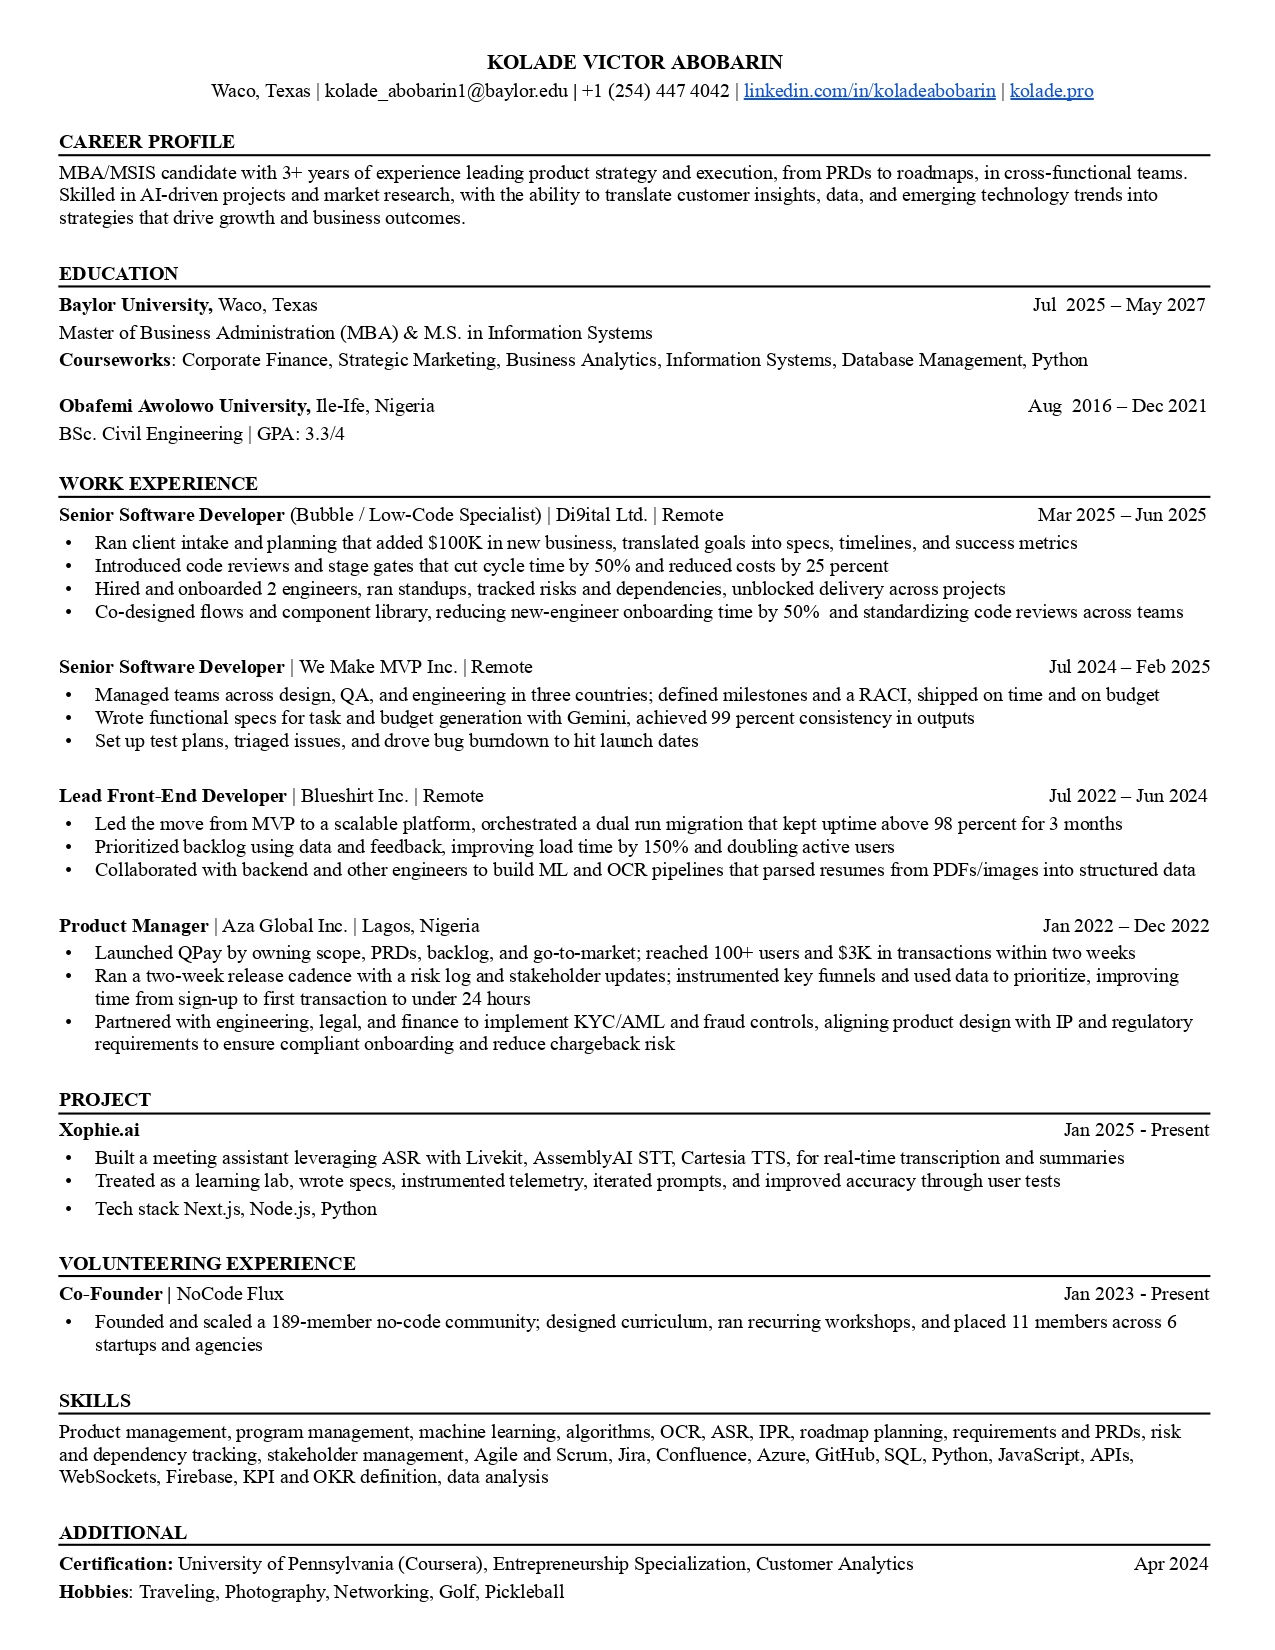 KOLADE VICTOR ABOBARIN
Waco, Texas | kolade_abobarin1@baylor.edu | +1 (254) 447 4042 | linkedin.com/in/koladeabobarin | kolade.pro
CAREER PROFILE
MBA/MSIS candidate with 3+ years of experience leading product strategy and execution, from PRDs to roadmaps, in cross-functional teams.
Skilled in AI-driven projects and market research, with the ability to translate customer insights, data, and emerging technology trends into
strategies that drive growth and business outcomes.
EDUCATION
Baylor University, Waco, Texas Jul 2025 – May 2027
Master of Business Administration (MBA) & M.S. in Information Systems
Courseworks: Corporate Finance, Strategic Marketing, Business Analytics, Information Systems, Database Management, Python
Obafemi Awolowo University, Ile-Ife, Nigeria Aug 2016 – Dec 2021
BSc. Civil Engineering | GPA: 3.3/4
WORK EXPERIENCE
Senior Software Developer (Bubble / Low-Code Specialist) | Di9ital Ltd. | Remote Mar 2025 – Jun 2025
• Ran client intake and planning that added $100K in new business, translated goals into specs, timelines, and success metrics
• Introduced code reviews and stage gates that cut cycle time by 50% and reduced costs by 25 percent
• Hired and onboarded 2 engineers, ran standups, tracked risks and dependencies, unblocked delivery across projects
• Co-designed flows and component library, reducing new-engineer onboarding time by 50% and standardizing code reviews across teams
Senior Software Developer | We Make MVP Inc. | Remote Jul 2024 – Feb 2025
• Managed teams across design, QA, and engineering in three countries; defined milestones and a RACI, shipped on time and on budget
• Wrote functional specs for task and budget generation with Gemini, achieved 99 percent consistency in outputs
• Set up test plans, triaged issues, and drove bug burndown to hit launch dates
Lead Front-End Developer | Blueshirt Inc. | Remote Jul 2022 – Jun 2024
• Led the move from MVP to a scalable platform, orchestrated a dual run migration that kept uptime above 98 percent for 3 months
• Prioritized backlog using data and feedback, improving load time by 150% and doubling active users
• Collaborated with backend and other engineers to build ML and OCR pipelines that parsed resumes from PDFs/images into structured data
Product Manager | Aza Global Inc. | Lagos, Nigeria Jan 2022 – Dec 2022
• Launched QPay by owning scope, PRDs, backlog, and go-to-market; reached 100+ users and $3K in transactions within two weeks
• Ran a two-week release cadence with a risk log and stakeholder updates; instrumented key funnels and used data to prioritize, improving
time from sign-up to first transaction to under 24 hours
• Partnered with engineering, legal, and finance to implement KYC/AML and fraud controls, aligning product design with IP and regulatory
requirements to ensure compliant onboarding and reduce chargeback risk
PROJECT
Xophie.ai Jan 2025 - Present
• Built a meeting assistant leveraging ASR with Livekit, AssemblyAI STT, Cartesia TTS, for real-time transcription and summaries
• Treated as a learning lab, wrote specs, instrumented telemetry, iterated prompts, and improved accuracy through user tests
• Tech stack Next.js, Node.js, Python
VOLUNTEERING EXPERIENCE
Co-Founder | NoCode Flux Jan 2023 - Present
• Founded and scaled a 189-member no-code community; designed curriculum, ran recurring workshops, and placed 11 members across 6
startups and agencies
SKILLS
Product management, program management, machine learning, algorithms, OCR, ASR, IPR, roadmap planning, requirements and PRDs, risk
and dependency tracking, stakeholder management, Agile and Scrum, Jira, Confluence, Azure, GitHub, SQL, Python, JavaScript, APIs,
WebSockets, Firebase, KPI and OKR definition, data analysis
ADDITIONAL
Certification: University of Pennsylvania (Coursera), Entrepreneurship Specialization, Customer Analytics Apr 2024
Hobbies: Traveling, Photography, Networking, Golf, Pickleball